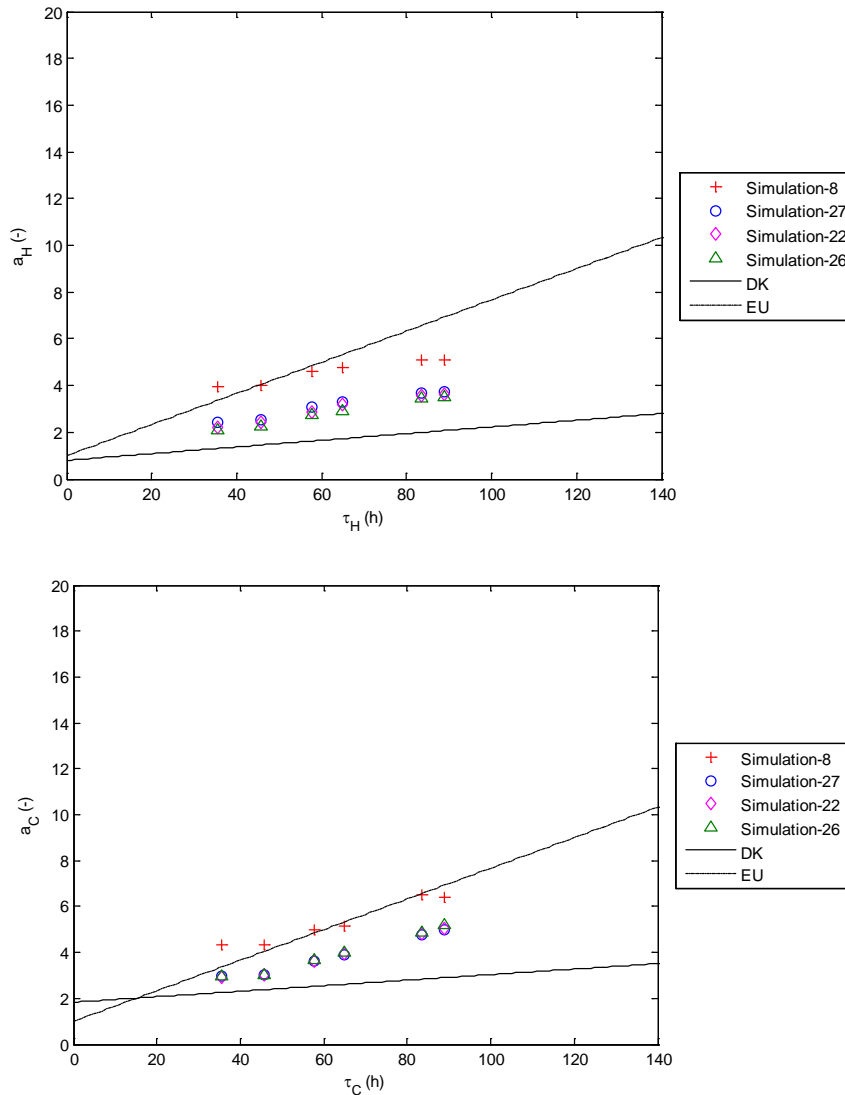 20
18
16
14
12
10
8
6
4
2
0
a_H (-)
0 20 40 60 80 100 120 140
τ_H (h)
Simulation-8
Simulation-27
Simulation-22
Simulation-26
DK
EU
20
18
16
14
12
10
8
6
4
2
0
a_C (-)
0 20 40 60 80 100 120 140
τ_C (h)
Simulation-8
Simulation-27
Simulation-22
Simulation-26
DK
EU